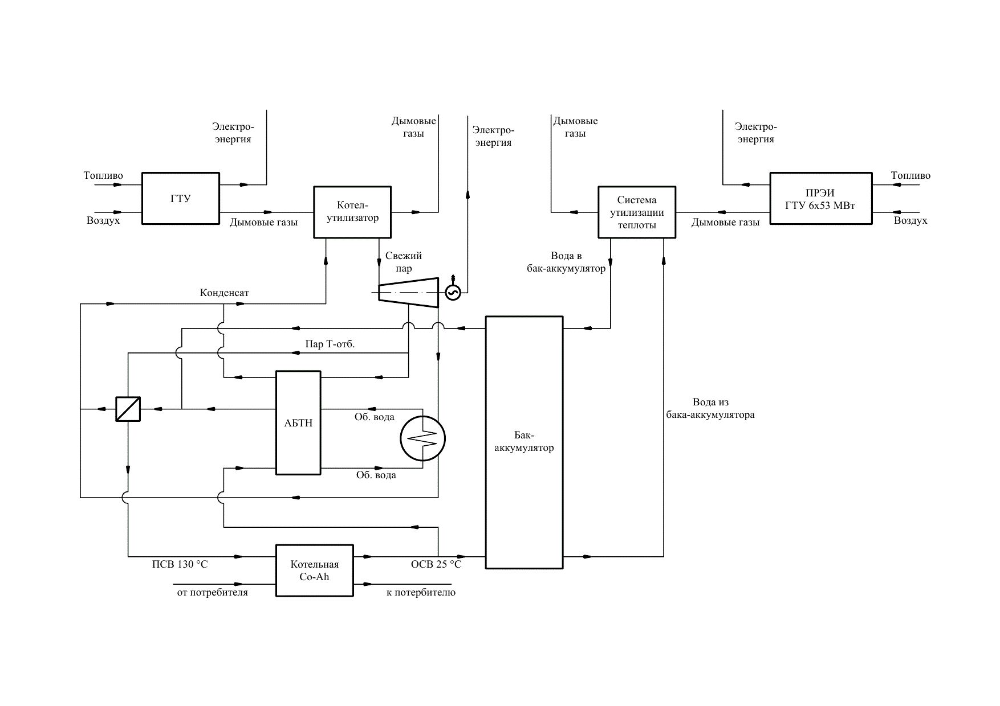 Электро-
энергия
Дымовые
газы
Электро-
энергия
Дымовые
газы
Электро-
энергия
Топливо
ГТУ
Воздух
Дымовые газы
Котел-
утилизатор
Система
утилизации
теплоты
Дымовые газы
ПРЭИ
ГТУ 6х53 МВт
Топливо
Воздух
Свежий
пар
Вода в
бак-аккумулятор
Конденсат
Пар Т-отб.
АБТН
Об. вода
Об. вода
Бак-
аккумулятор
Вода из
бака-аккумулятора
ПСВ 130 °С
Котельная
Co-Ah
ОСВ 25 °С
от потребителя
к потербителю